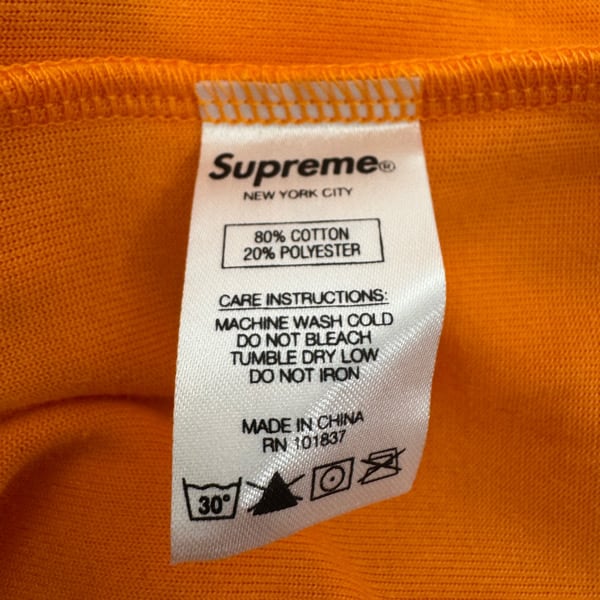 Supreme®
NEW YORK CITY
80% COTTON
20% POLYESTER
CARE INSTRUCTIONS:
MACHINE WASH COLD
DO NOT BLEACH
TUMBLE DRY LOW
DO NOT IRON
MADE IN CHINA
RN 101837
30°